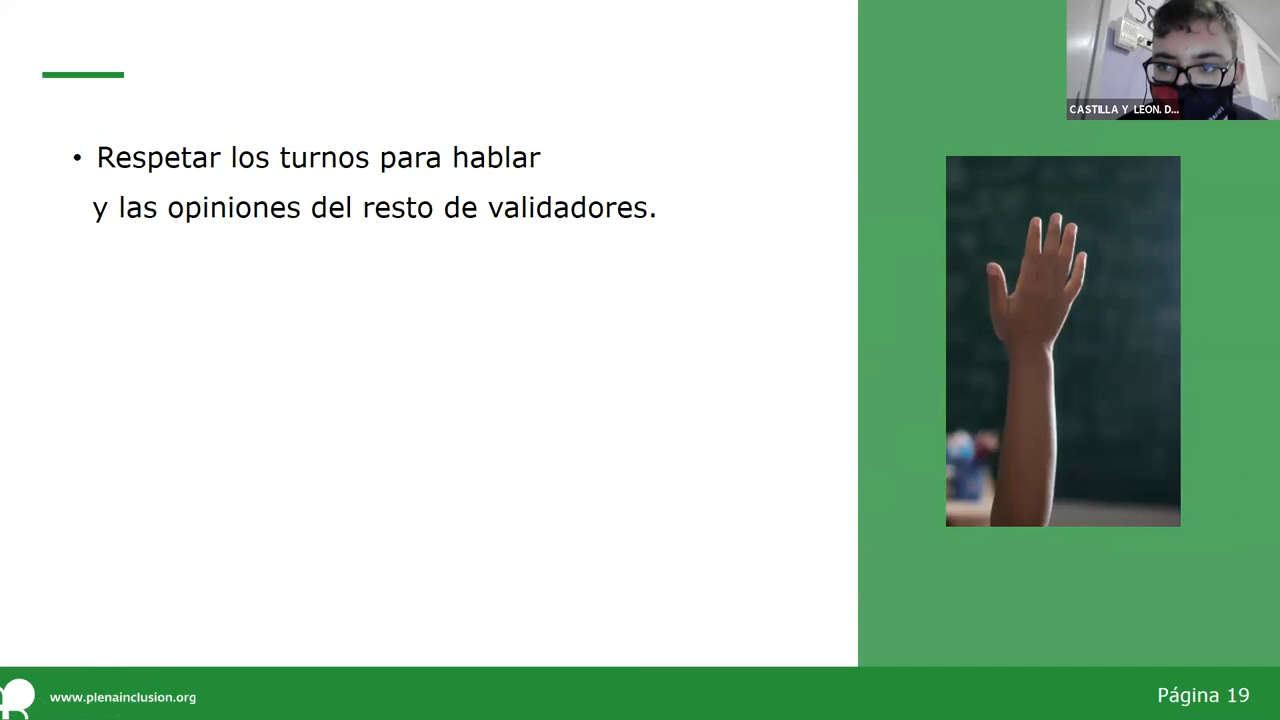 CASTILLA Y LEON. D...
• Respetar los turnos para hablar
y las opiniones del resto de validadores.
www.plenainclusion.org
Página 19